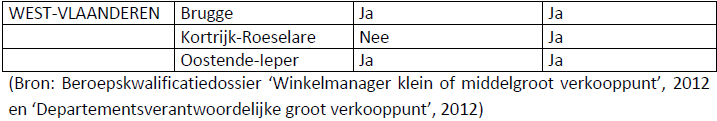 WEST-VLAANDEREN Brugge Ja Ja
Kortrijk-Roeselare Nee Ja
Oostende-Ieper Ja Ja
(Bron: Beroepskwalificatiedossier ‘Winkelmanager klein of middelgroot verkooppunt’, 2012
en ‘Departementsverantwoordelijke groot verkooppunt’, 2012)